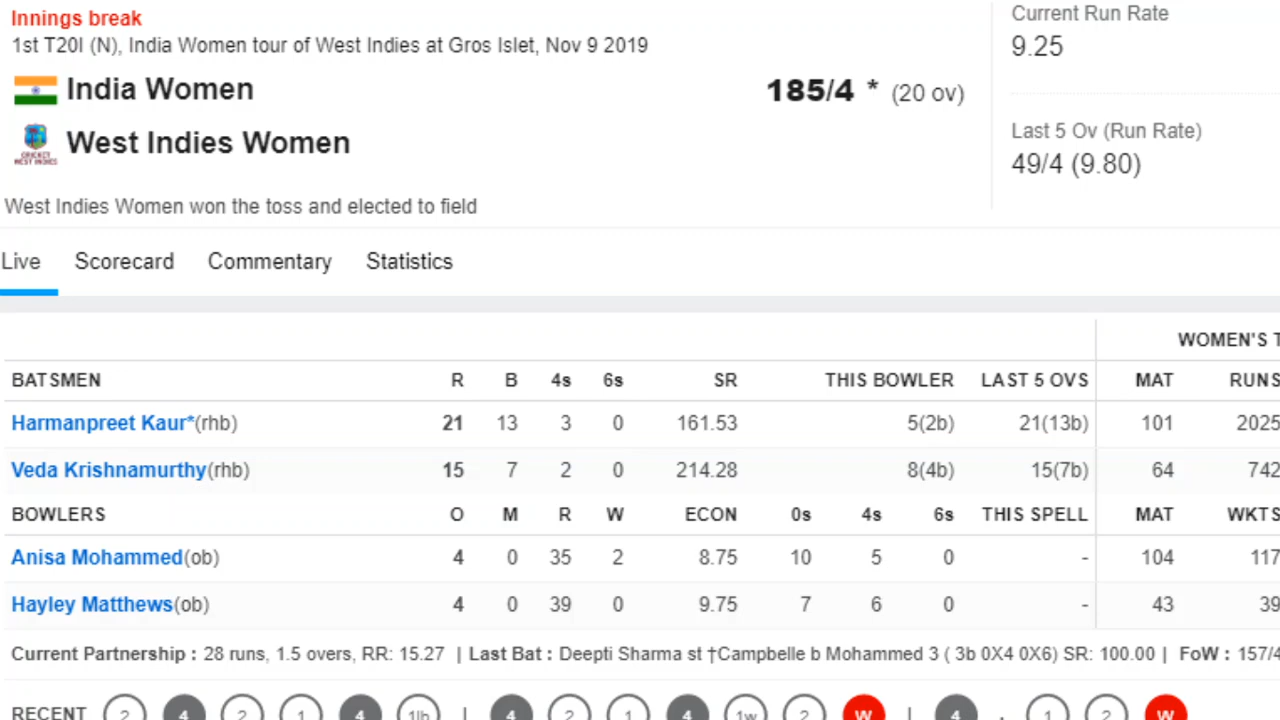 Innings break
1st T20I (N), India Women tour of West Indies at Gros Islet, Nov 9 2019
India Women 185/4 * (20 ov)
CRICKET
WEST INDIES
West Indies Women
West Indies Women won the toss and elected to field
Current Run Rate
9.25
Last 5 Ov (Run Rate)
49/4 (9.80)
Live Scorecard Commentary Statistics
WOMEN'S T
BATSMEN R B 4s 6s SR THIS BOWLER LAST 5 OVS MAT RUNS
Harmanpreet Kaur*(rhb) 21 13 3 0 161.53 5(2b) 21(13b) 101 2025
Veda Krishnamurthy(rhb) 15 7 2 0 214.28 8(4b) 15(7b) 64 742
BOWLERS O M R W ECON 0s 4s 6s THIS SPELL MAT WKTS
Anisa Mohammed(ob) 4 0 35 2 8.75 10 5 0 - 104 117
Hayley Matthews(ob) 4 0 39 0 9.75 7 6 0 - 43 39
Current Partnership : 28 runs, 1.5 overs, RR: 15.27 | Last Bat : Deepti Sharma st †Campbelle b Mohammed 3 ( 3b 0X4 0X6) SR: 100.00 | FoW : 157/4
RECENT 2 4 2 1 4 1lb | 4 2 1 4 1w 2 W | 4 . 1 2 W